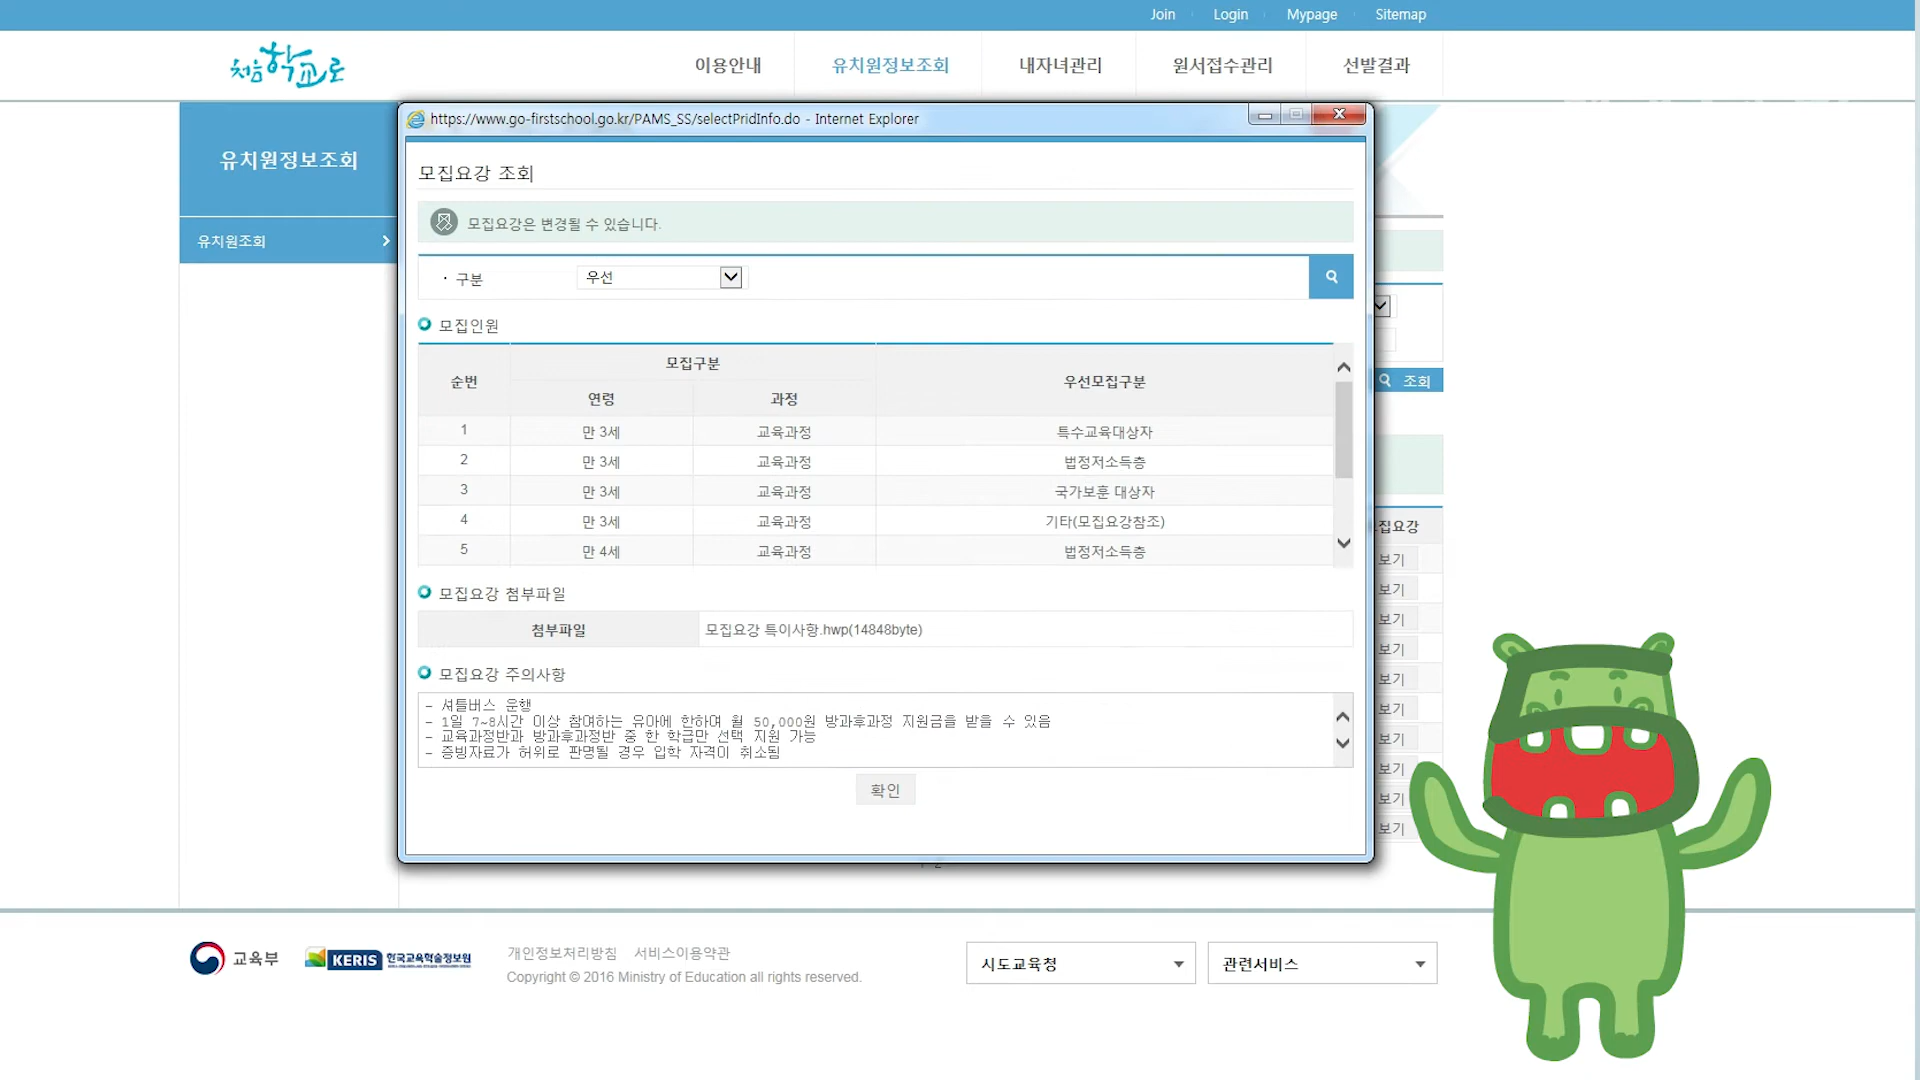 Join Login Mypage Sitemap
처음학교로
이용안내 유치원정보조회 내자녀관리 원서접수관리 선발결과
유치원정보조회
유치원조회
https://www.go-firstschool.go.kr/PAMS_SS/selectPridInfo.do - Internet Explorer
모집요강 조회
모집요강은 변경될 수 있습니다.
· 구분 우선
모집인원
순번 모집구분 우선모집구분
연령 과정
1 만 3세 교육과정 특수교육대상자
2 만 3세 교육과정 법정저소득층
3 만 3세 교육과정 국가보훈 대상자
4 만 3세 교육과정 기타(모집요강참조)
5 만 4세 교육과정 법정저소득층
모집요강 첨부파일
첨부파일 모집요강 특이사항.hwp(14848byte)
모집요강 주의사항
- 셔틀버스 운행
- 1일 7~8시간 이상 참여하는 유아에 한하여 월 50,000원 방과후과정 지원금을 받을 수 있음
- 교육과정반과 방과후과정반 중 한 학급만 선택 지원 가능
- 증빙자료가 허위로 판명될 경우 입학 자격이 취소됨
확인
조회
집요강
보기
보기
보기
보기
보기
보기
보기
보기
보기
보기
교육부 KERIS 한국교육학술정보원
개인정보처리방침 서비스이용약관
Copyright © 2016 Ministry of Education all rights reserved.
시도교육청 관련서비스